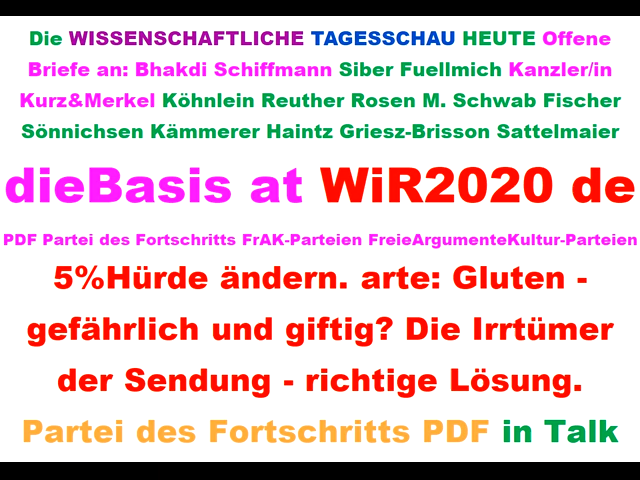 Die WISSENSCHAFTLICHE TAGESSCHAU HEUTE Offene
Briefe an: Bhakdi Schiffmann Siber Fuellmich Kanzler/in
Kurz&Merkel Köhnlein Reuther Rosen M. Schwab Fischer
Sönnichsen Kämmerer Haintz Griesz-Brisson Sattelmaier
dieBasis at WiR2020 de
PDF Partei des Fortschritts FrAK-Parteien FreieArgumenteKultur-Parteien
5%Hürde ändern. arte: Gluten -
gefährlich und giftig? Die Irrtümer
der Sendung - richtige Lösung.
Partei des Fortschritts PDF in Talk